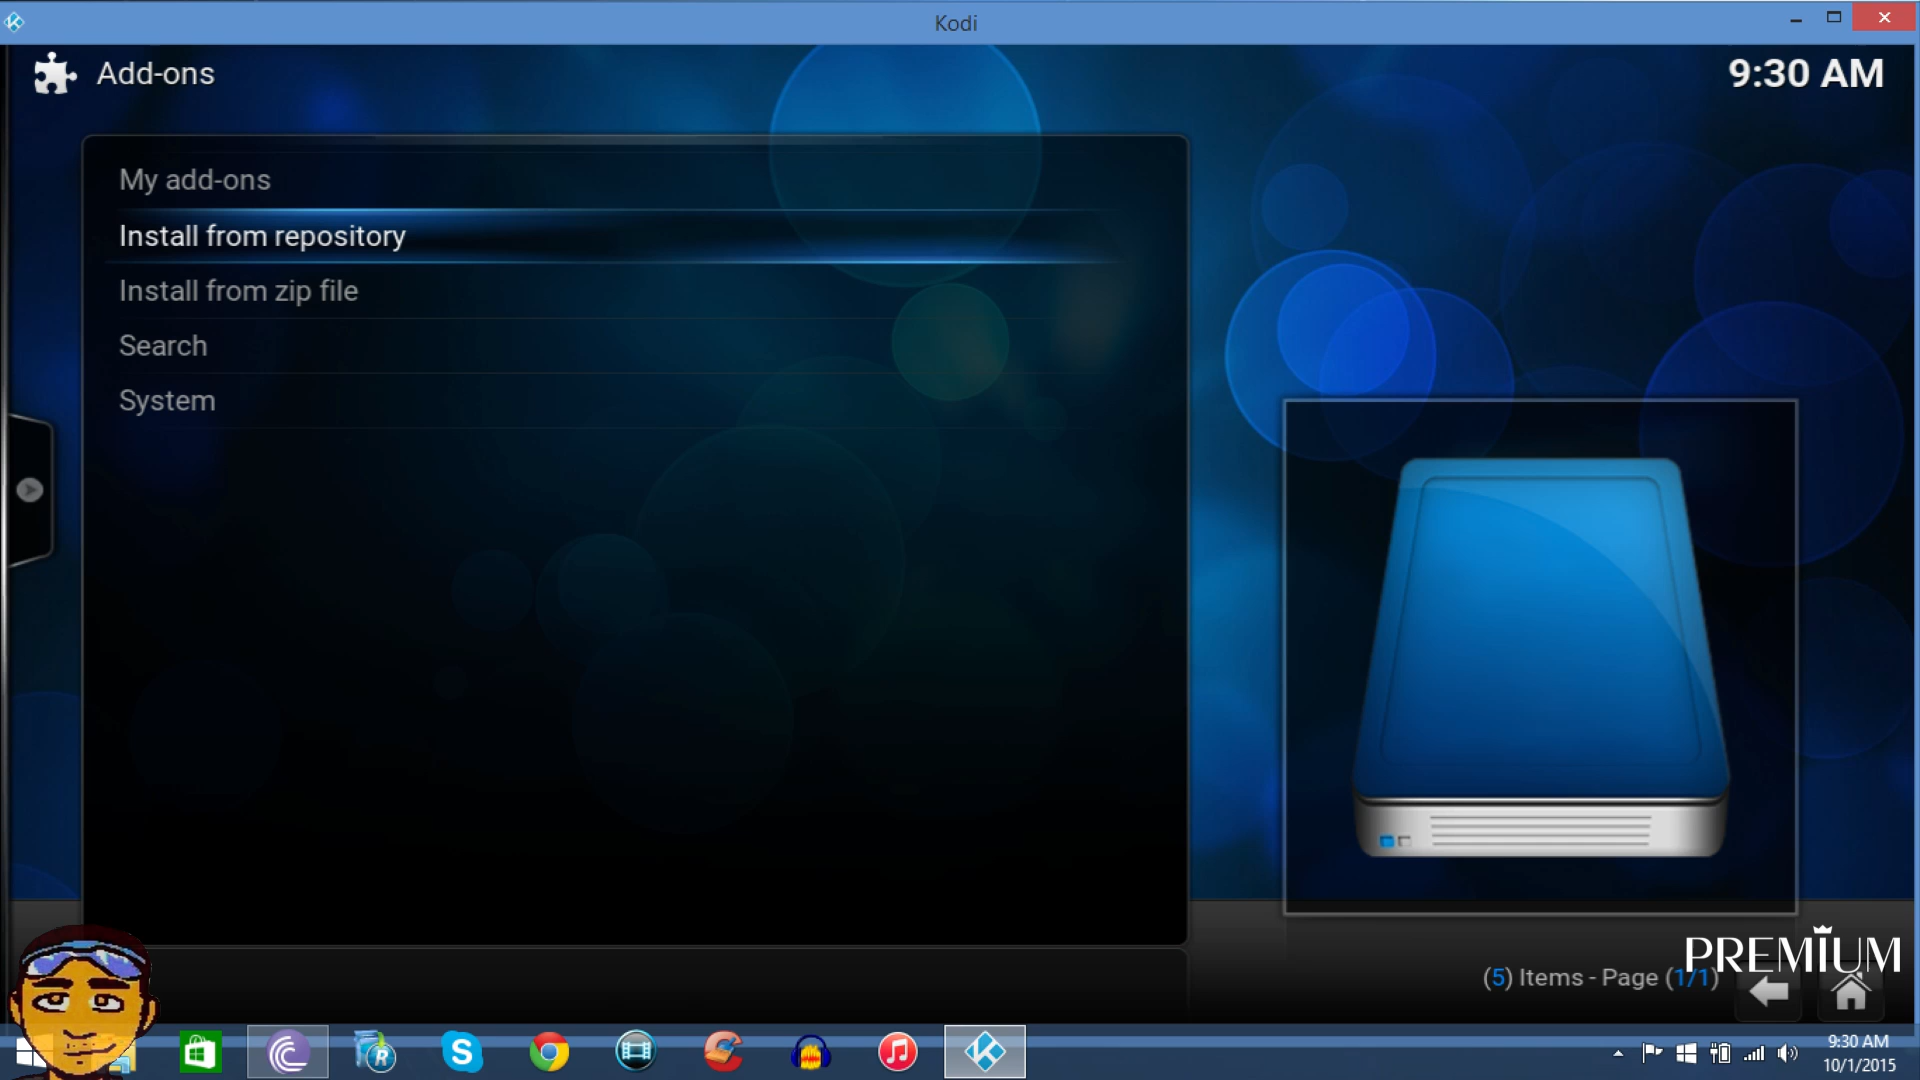 Kodi
Add-ons
9:30 AM
My add-ons
Install from repository
Install from zip file
Search
System
PREMIUM
(5) Items - Page (1/1)
R
S
9:30 AM
10/1/2015